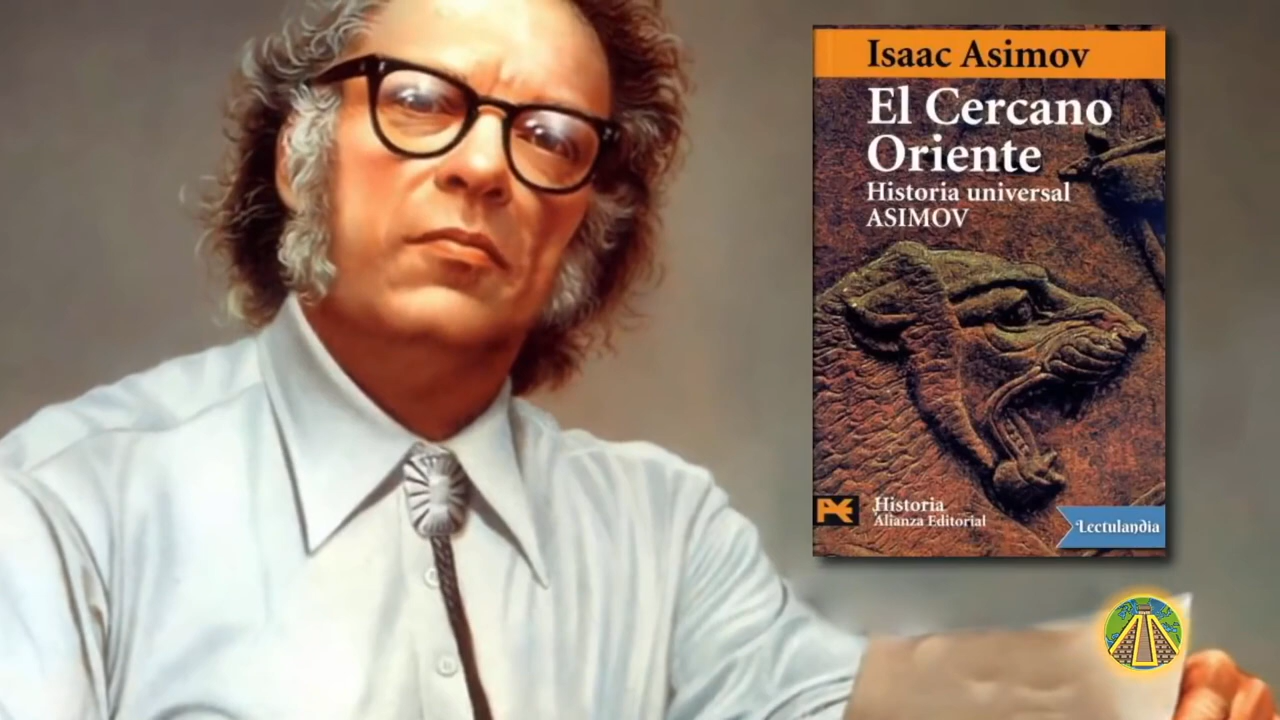 Isaac Asimov
El Cercano
Oriente
Historia universal
ASIMOV
Historia
Alianza Editorial
Lectulandia